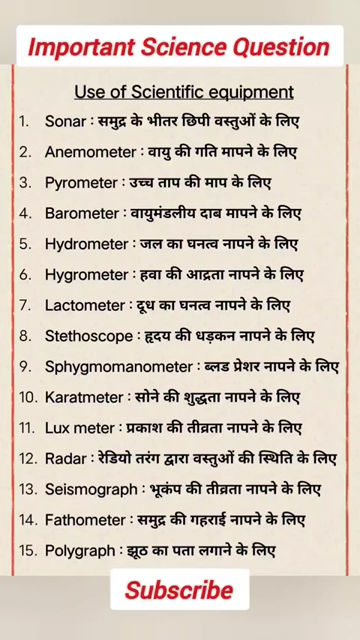 Important Science Question
Use of Scientific equipment
1. Sonar : समुद्र के भीतर छिपी वस्तुओं के लिए
2. Anemometer : वायु की गति मापने के लिए
3. Pyrometer : उच्च ताप की माप के लिए
4. Barometer : वायुमंडलीय दाब मापने के लिए
5. Hydrometer : जल का घनत्व नापने के लिए
6. Hygrometer : हवा की आद्रता नापने के लिए
7. Lactometer : दूध का घनत्व नापने के लिए
8. Stethoscope : हृदय की धड़कन नापने के लिए
9. Sphygmomanometer : ब्लड प्रेशर नापने के लिए
10. Karatmeter : सोने की शुद्धता नापने के लिए
11. Lux meter : प्रकाश की तीव्रता नापने के लिए
12. Radar : रेडियो तरंग द्वारा वस्तुओं की स्थिति के लिए
13. Seismograph : भूकंप की तीव्रता नापने के लिए
14. Fathometer : समुद्र की गहराई नापने के लिए
15. Polygraph : झूठ का पता लगाने के लिए
Subscribe